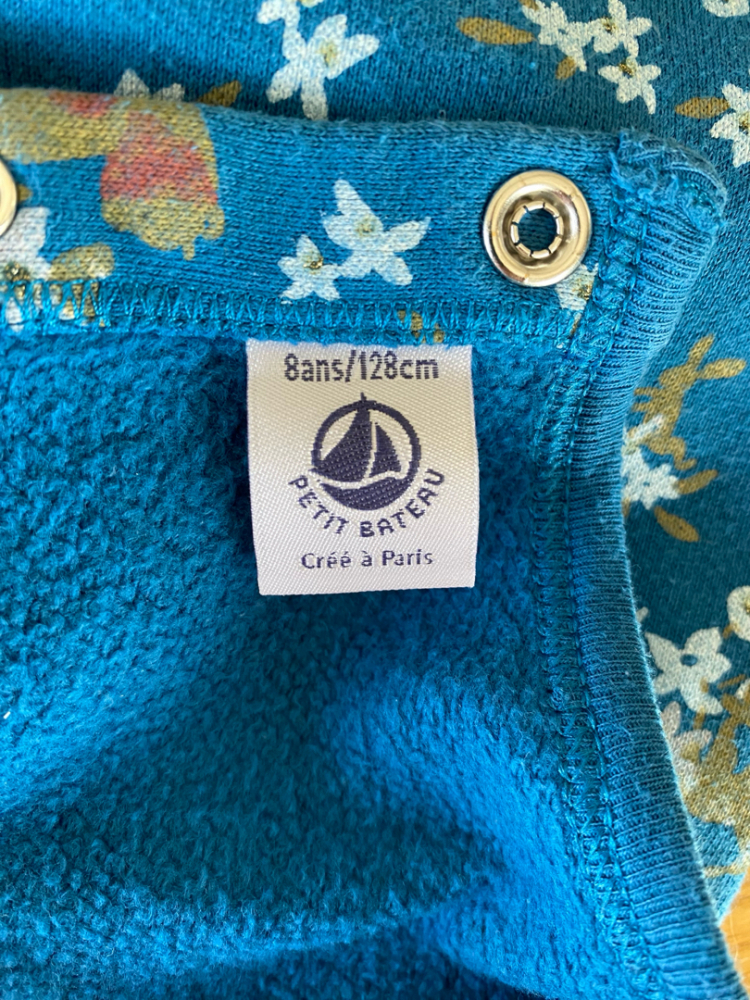 8ans/128cm
PETIT BATEAU
Créé à Paris